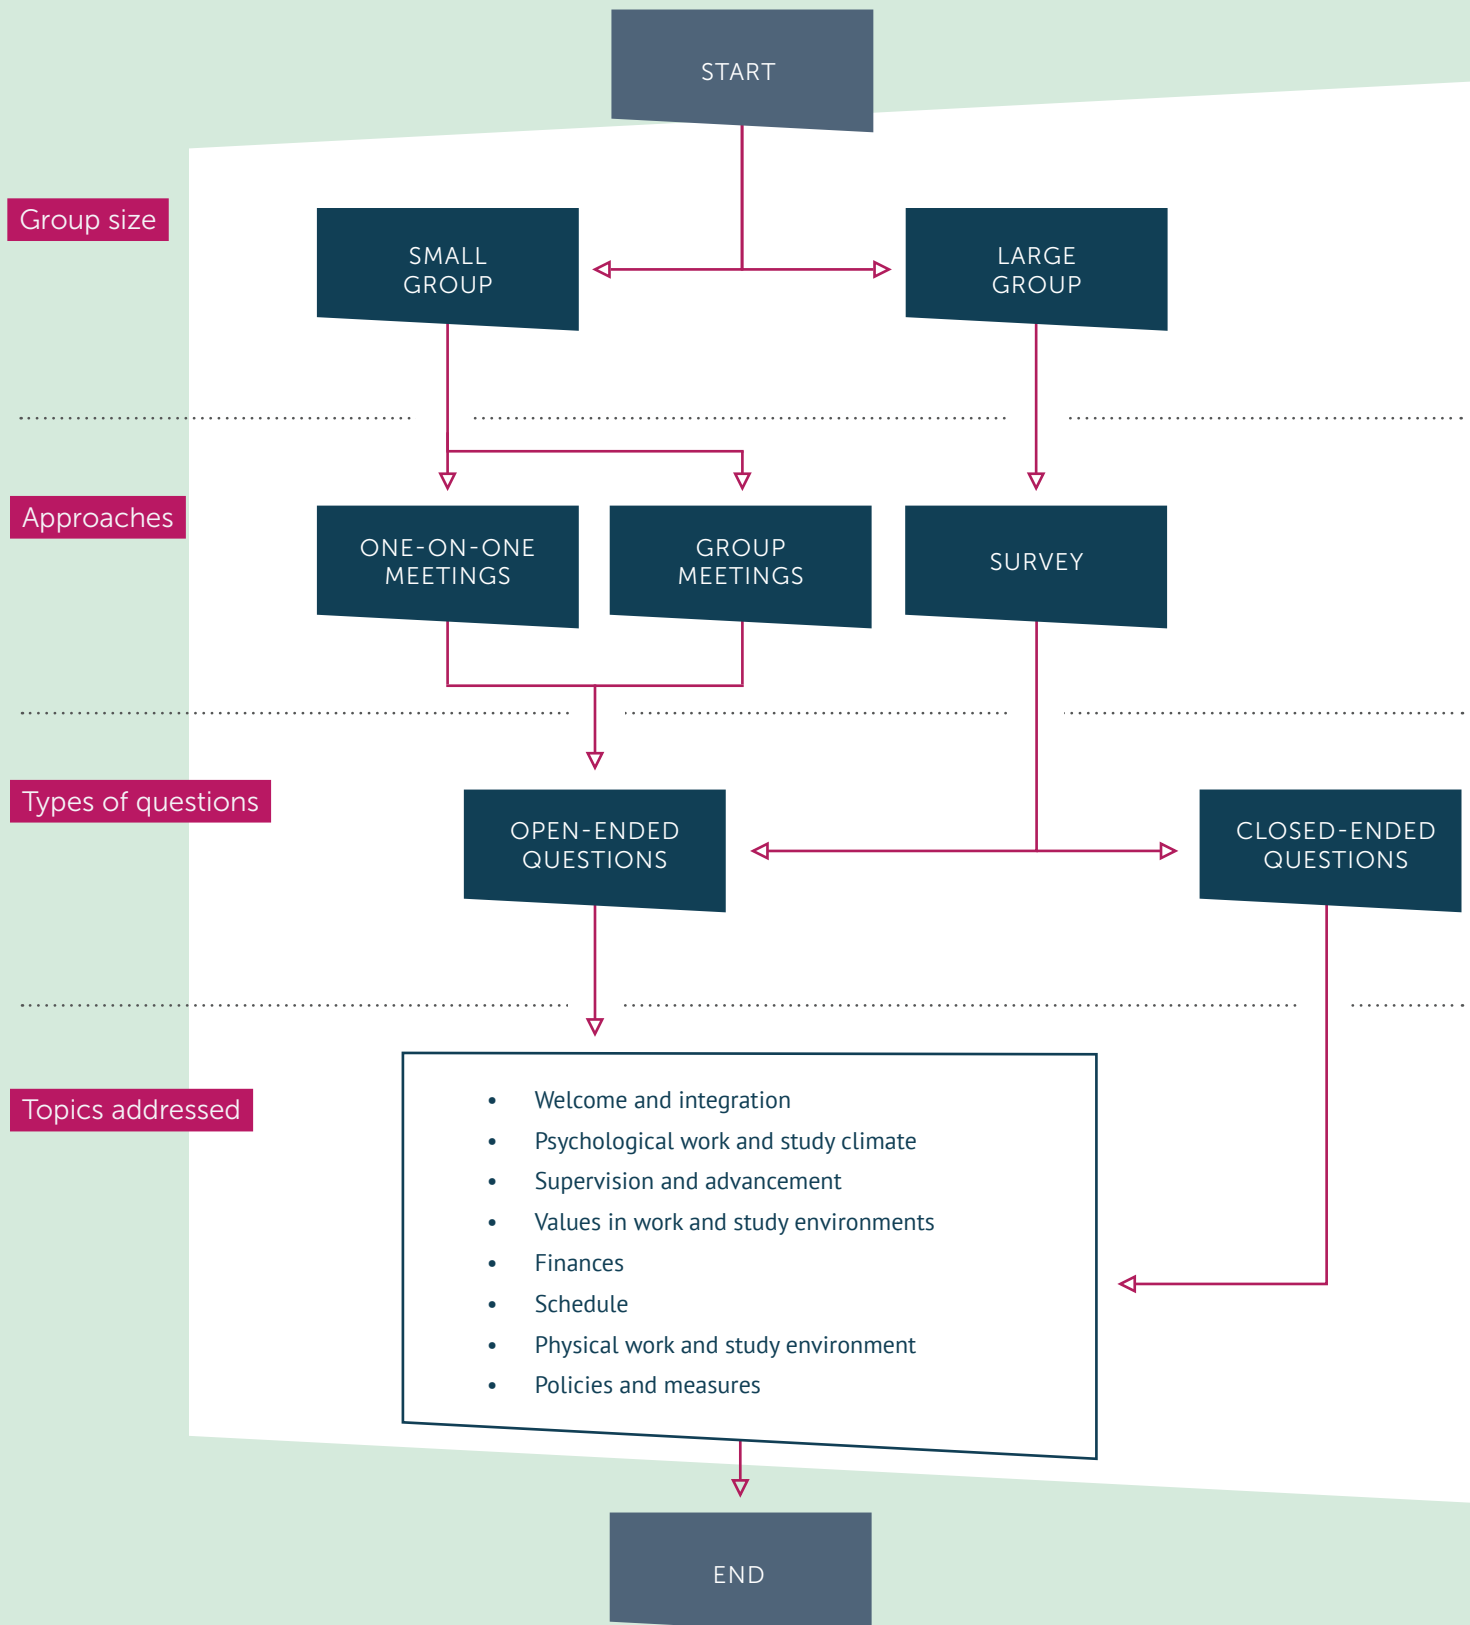 START
Group size
SMALL
GROUP
LARGE
GROUP
Approaches
ONE-ON-ONE
MEETINGS
GROUP
MEETINGS
SURVEY
Types of questions
OPEN-ENDED
QUESTIONS
CLOSED-ENDED
QUESTIONS
Topics addressed
• Welcome and integration
• Psychological work and study climate
• Supervision and advancement
• Values in work and study environments
• Finances
• Schedule
• Physical work and study environment
• Policies and measures
END